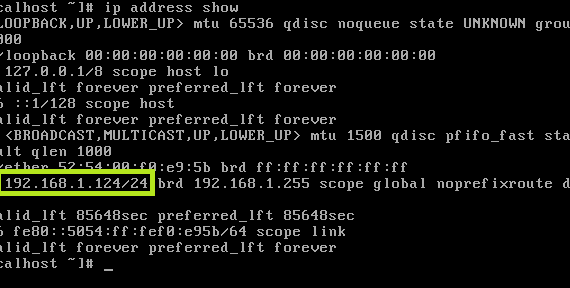 calhost ~]# ip address show
LOOPBACK,UP,LOWER_UP> mtu 65536 qdisc noqueue state UNKNOWN grou
000
/loopback 00:00:00:00:00:00 brd 00:00:00:00:00:00
127.0.0.1/8 scope host lo
alid_lft forever preferred_lft forever
6 ::1/128 scope host
alid_lft forever preferred_lft forever
<BROADCAST,MULTICAST,UP,LOWER_UP> mtu 1500 qdisc pfifo_fast sta
ult qlen 1000
/ether 52:54:00:f0:e9:5b brd ff:ff:ff:ff:ff:ff
192.168.1.124/24 brd 192.168.1.255 scope global noprefixroute d
alid_lft 85648sec preferred_lft 85648sec
6 fe80::5054:ff:fef0:e95b/64 scope link
alid_lft forever preferred_lft forever
calhost ~]# _